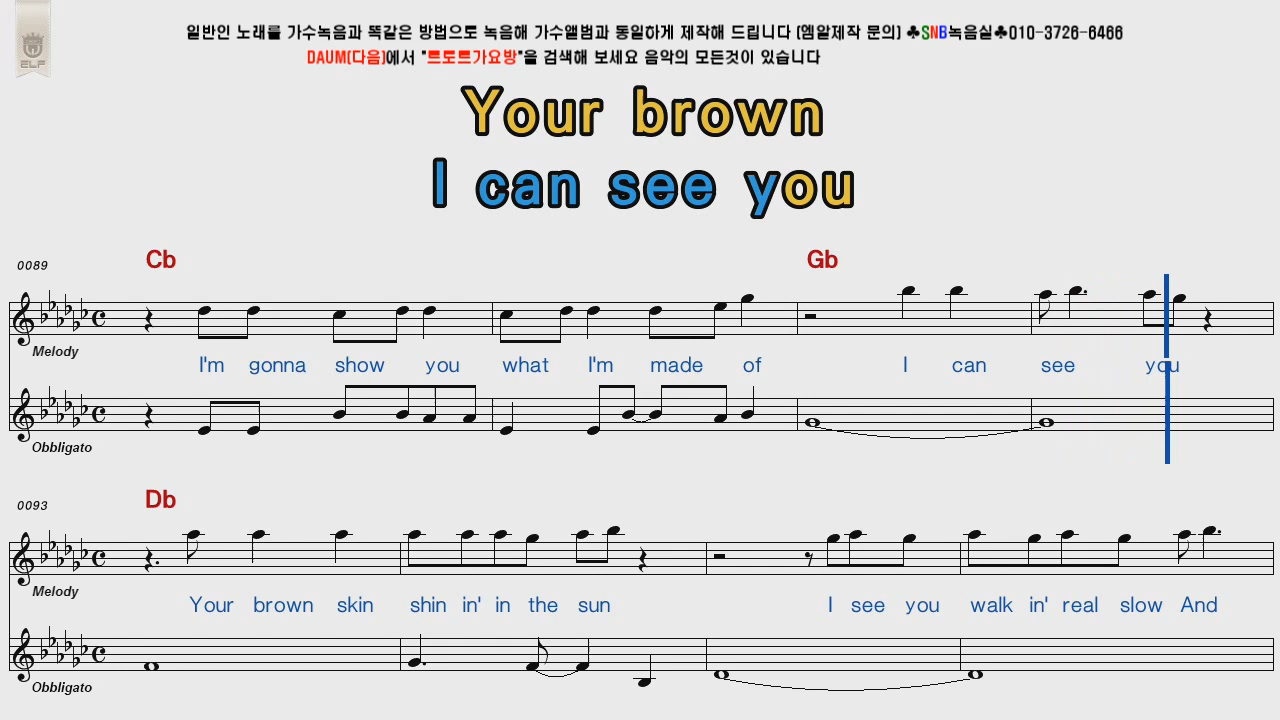 일반인 노래를 가수녹음과 똑같은 방법으로 녹음해 가수앨범과 동일하게 제작해 드립니다 (엠알제작 문의) ♣SNB녹음실♣010-3726-6466
DAUM(다음)에서 "트로트가요방"을 검색해 보세요 음악의 모든것이 있습니다
ELF
Your brown
I can see you
0089
Cb
Gb
Melody
I'm gonna show you what I'm made of I can see you
Obbligato
0093
Db
Melody
Your brown skin shin in' in the sun I see you walk in' real slow And
Obbligato